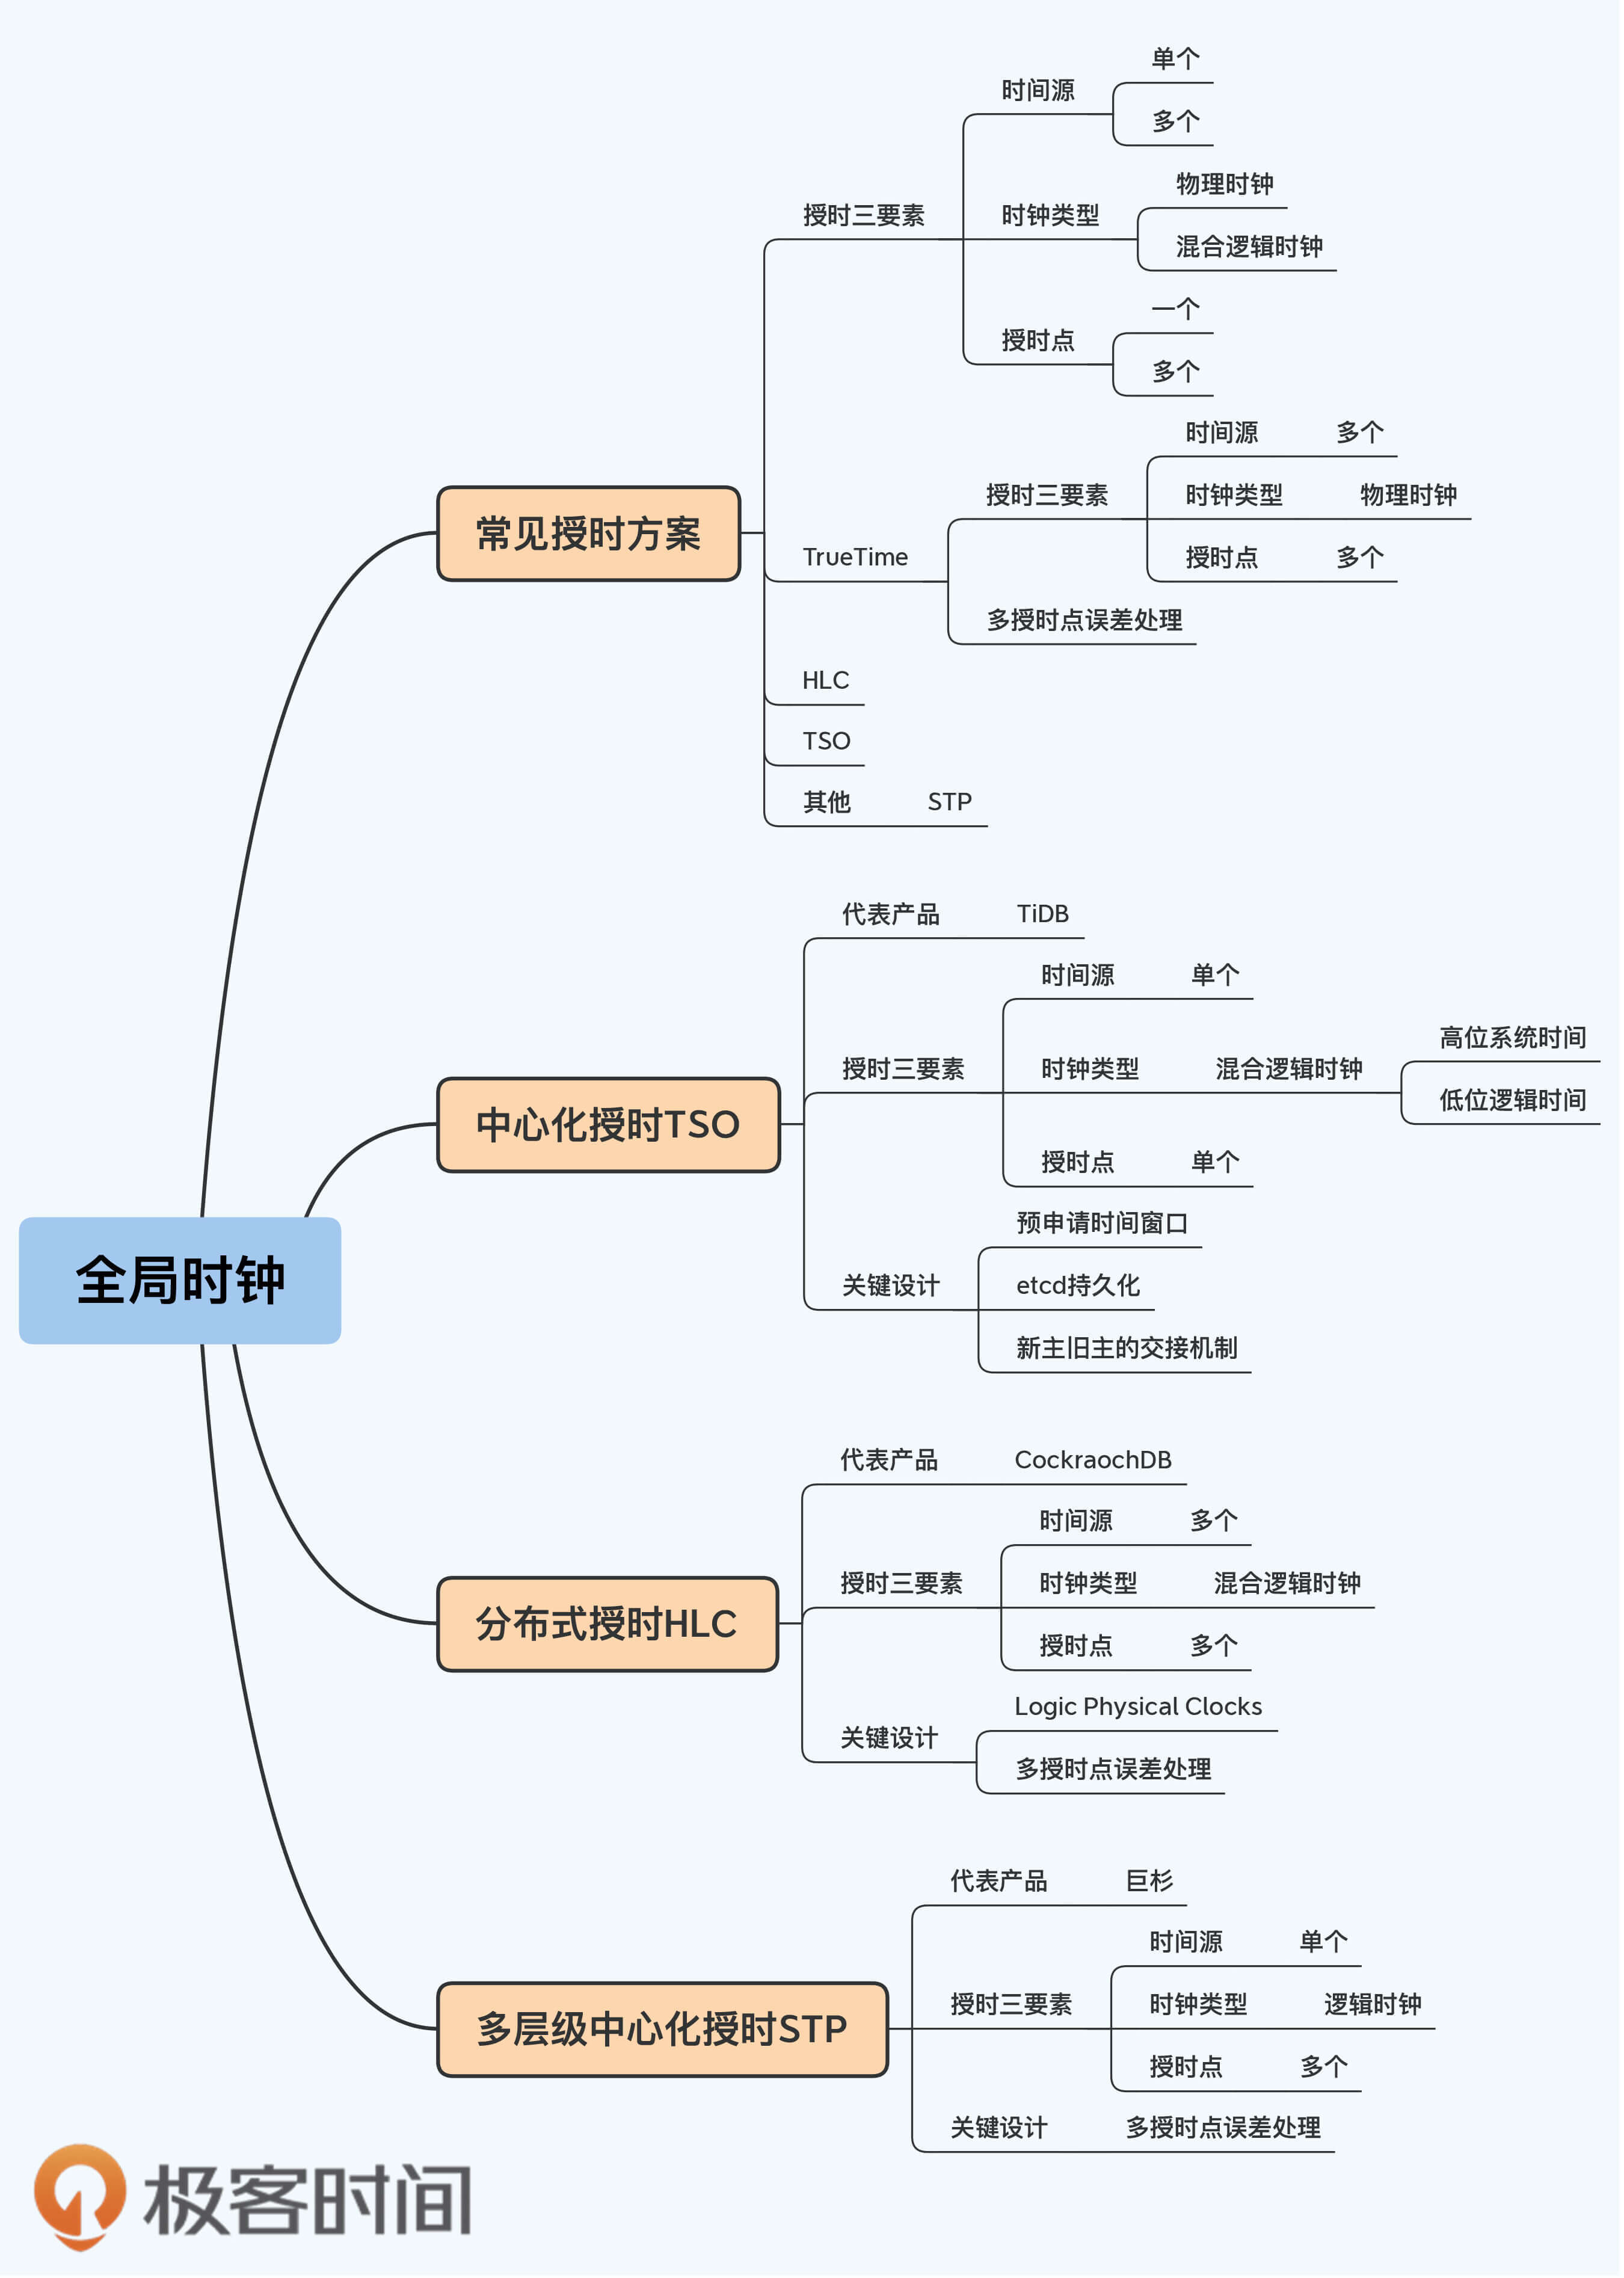 全局时钟
常见授时方案
授时三要素
时间源
单个
多个
时钟类型
物理时钟
混合逻辑时钟
授时点
一个
多个
TrueTime
授时三要素
时间源 多个
时钟类型 物理时钟
授时点 多个
多授时点误差处理
HLC
TSO
其他 STP
中心化授时TSO
代表产品 TiDB
授时三要素
时间源 单个
时钟类型 混合逻辑时钟
高位系统时间
低位逻辑时间
授时点 单个
关键设计
预申请时间窗口
etcd持久化
新主旧主的交接机制
分布式授时HLC
代表产品 CockraochDB
授时三要素
时间源 多个
时钟类型 混合逻辑时钟
授时点 多个
关键设计
Logic Physical Clocks
多授时点误差处理
多层级中心化授时STP
代表产品 巨杉
授时三要素
时间源 单个
时钟类型 逻辑时钟
授时点 多个
关键设计 多授时点误差处理
极客时间